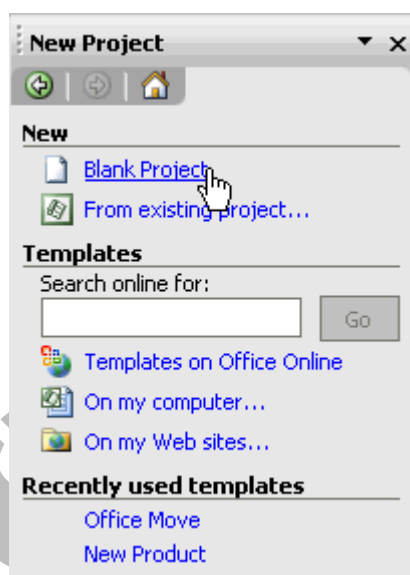 New Project
New
Blank Project
From existing project...
Templates
Search online for:
Go
Templates on Office Online
On my computer...
On my Web sites...
Recently used templates
Office Move
New Product